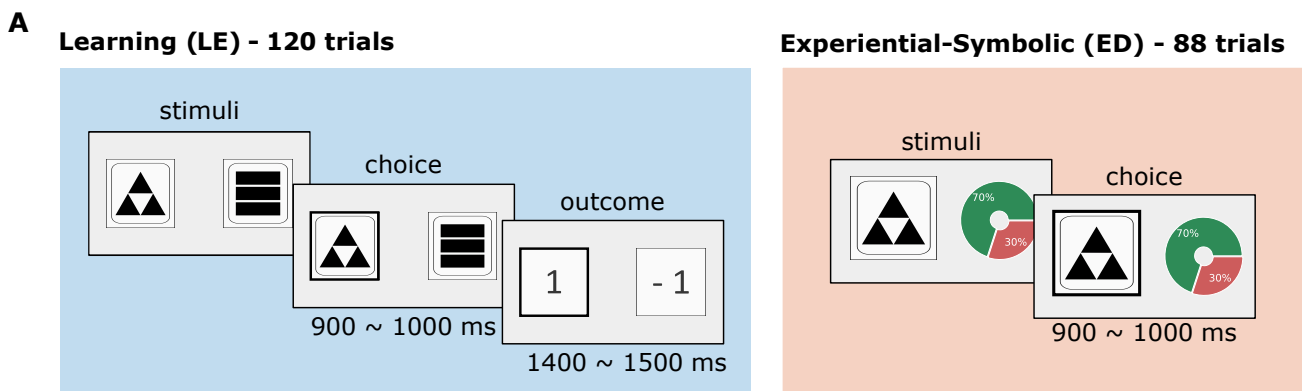 A
Learning (LE) - 120 trials
stimuli
choice
outcome
1
- 1
900 ~ 1000 ms
1400 ~ 1500 ms
Experiential-Symbolic (ED) - 88 trials
stimuli
70%
30%
choice
70%
30%
900 ~ 1000 ms